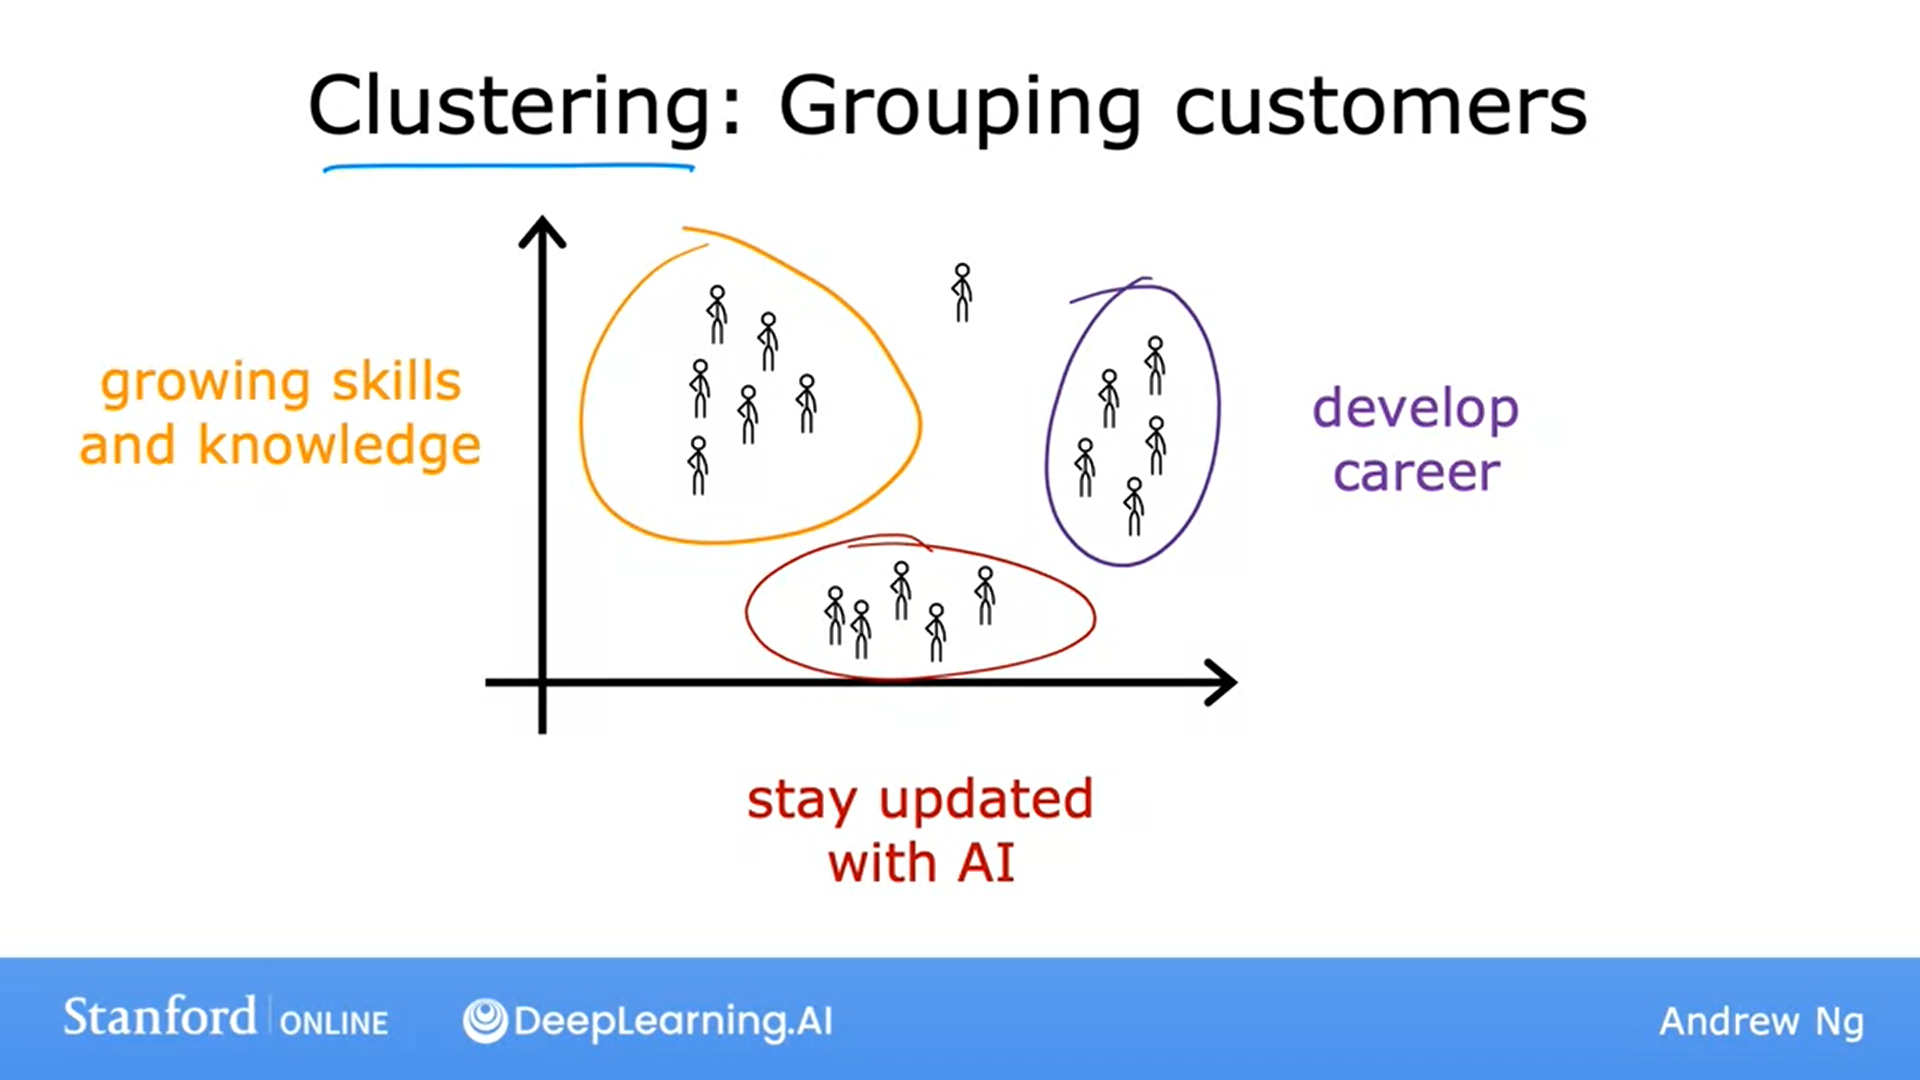 Clustering: Grouping customers
growing skills
and knowledge
develop
career
stay updated
with AI
Stanford ONLINE
DeepLearning.AI
Andrew Ng